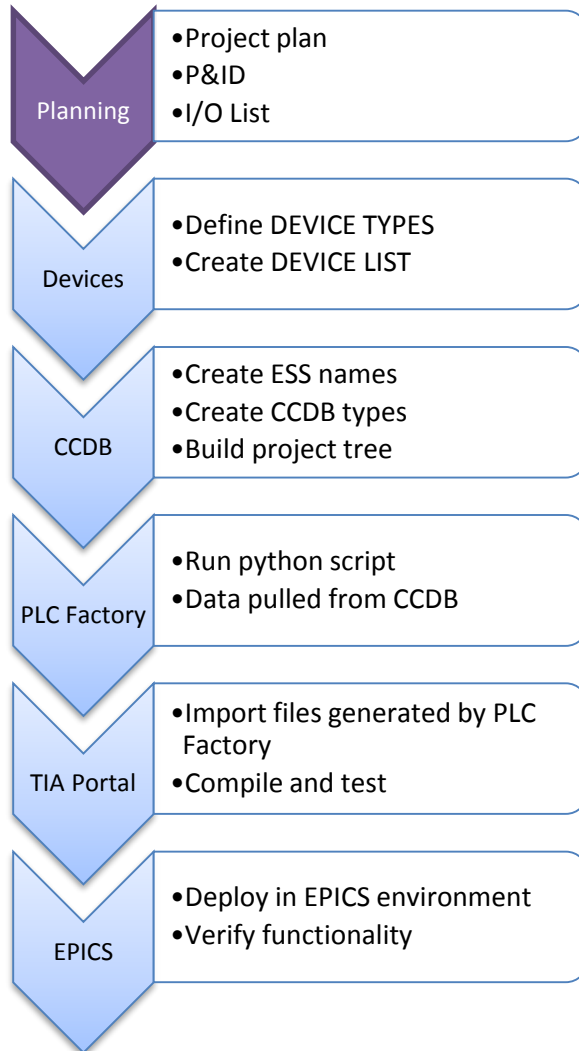 Planning
•Project plan
•P&ID
•I/O List
Devices
•Define DEVICE TYPES
•Create DEVICE LIST
CCDB
•Create ESS names
•Create CCDB types
•Build project tree
PLC Factory
•Run python script
•Data pulled from CCDB
TIA Portal
•Import files generated by PLC
Factory
•Compile and test
EPICS
•Deploy in EPICS environment
•Verify functionality